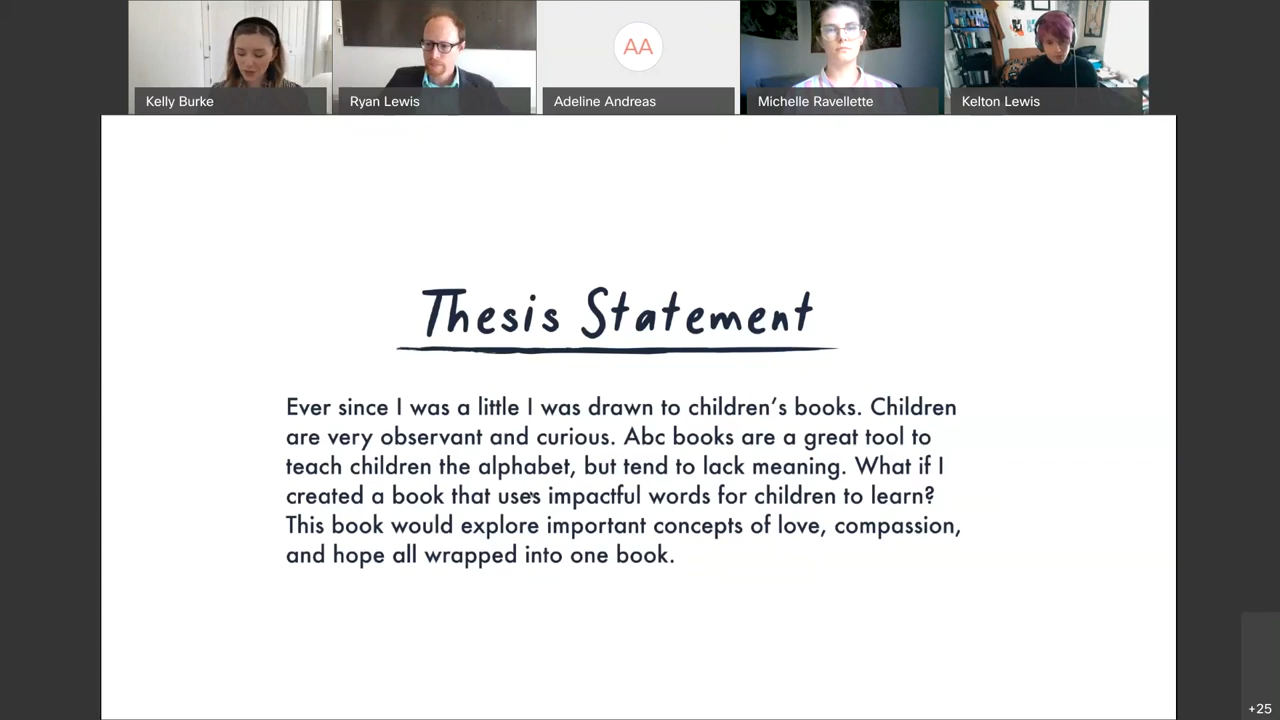 AA
Kelly Burke
Ryan Lewis
Adeline Andreas
Michelle Ravellette
Kelton Lewis
Thesis Statement
Ever since I was a little I was drawn to children's books. Children
are very observant and curious. Abc books are a great tool to
teach children the alphabet, but tend to lack meaning. What if I
created a book that uses impactful words for children to learn?
This book would explore important concepts of love, compassion,
and hope all wrapped into one book.
+25